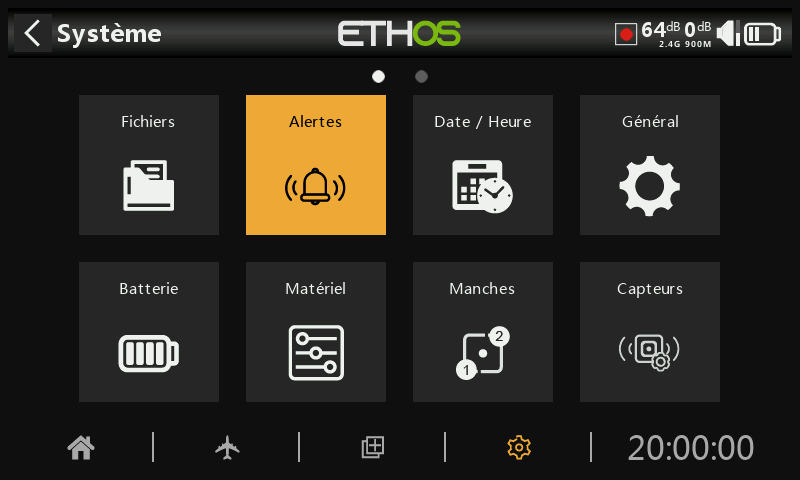 Système
ETHOS
64dB 0dB
2.4G 900M
Fichiers
Alertes
Date / Heure
Général
Batterie
Matériel
Manches
1
2
Capteurs
20:00:00